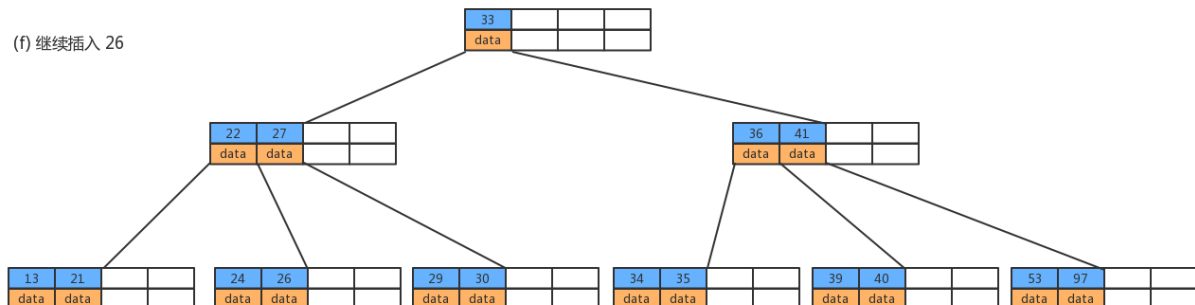 (f) 继续插入 26
33
data
22 27
data data
36 41
data data
13 21
data data
24 26
data data
29 30
data data
34 35
data data
39 40
data data
53 97
data data